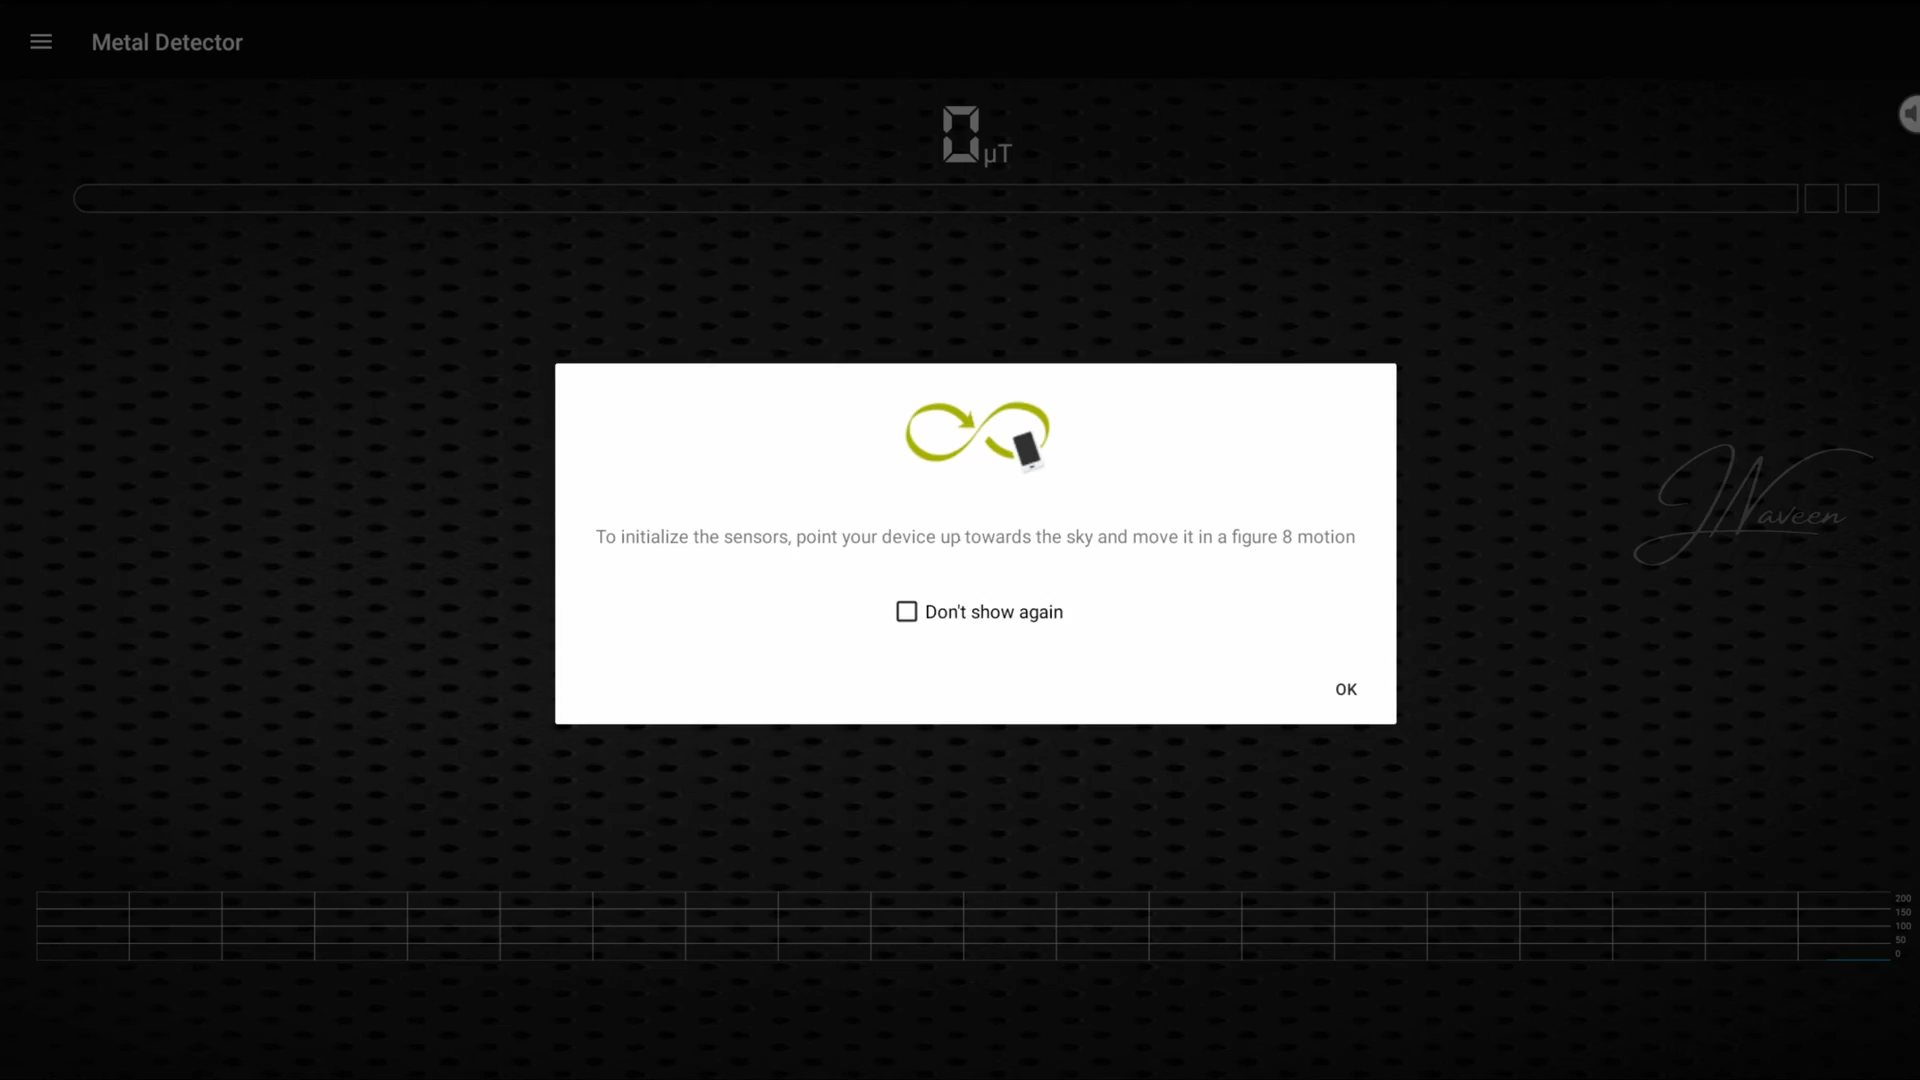 Metal Detector
0 µT
To initialize the sensors, point your device up towards the sky and move it in a figure 8 motion
Don't show again
OK
JNaveen
200
150
100
50
0